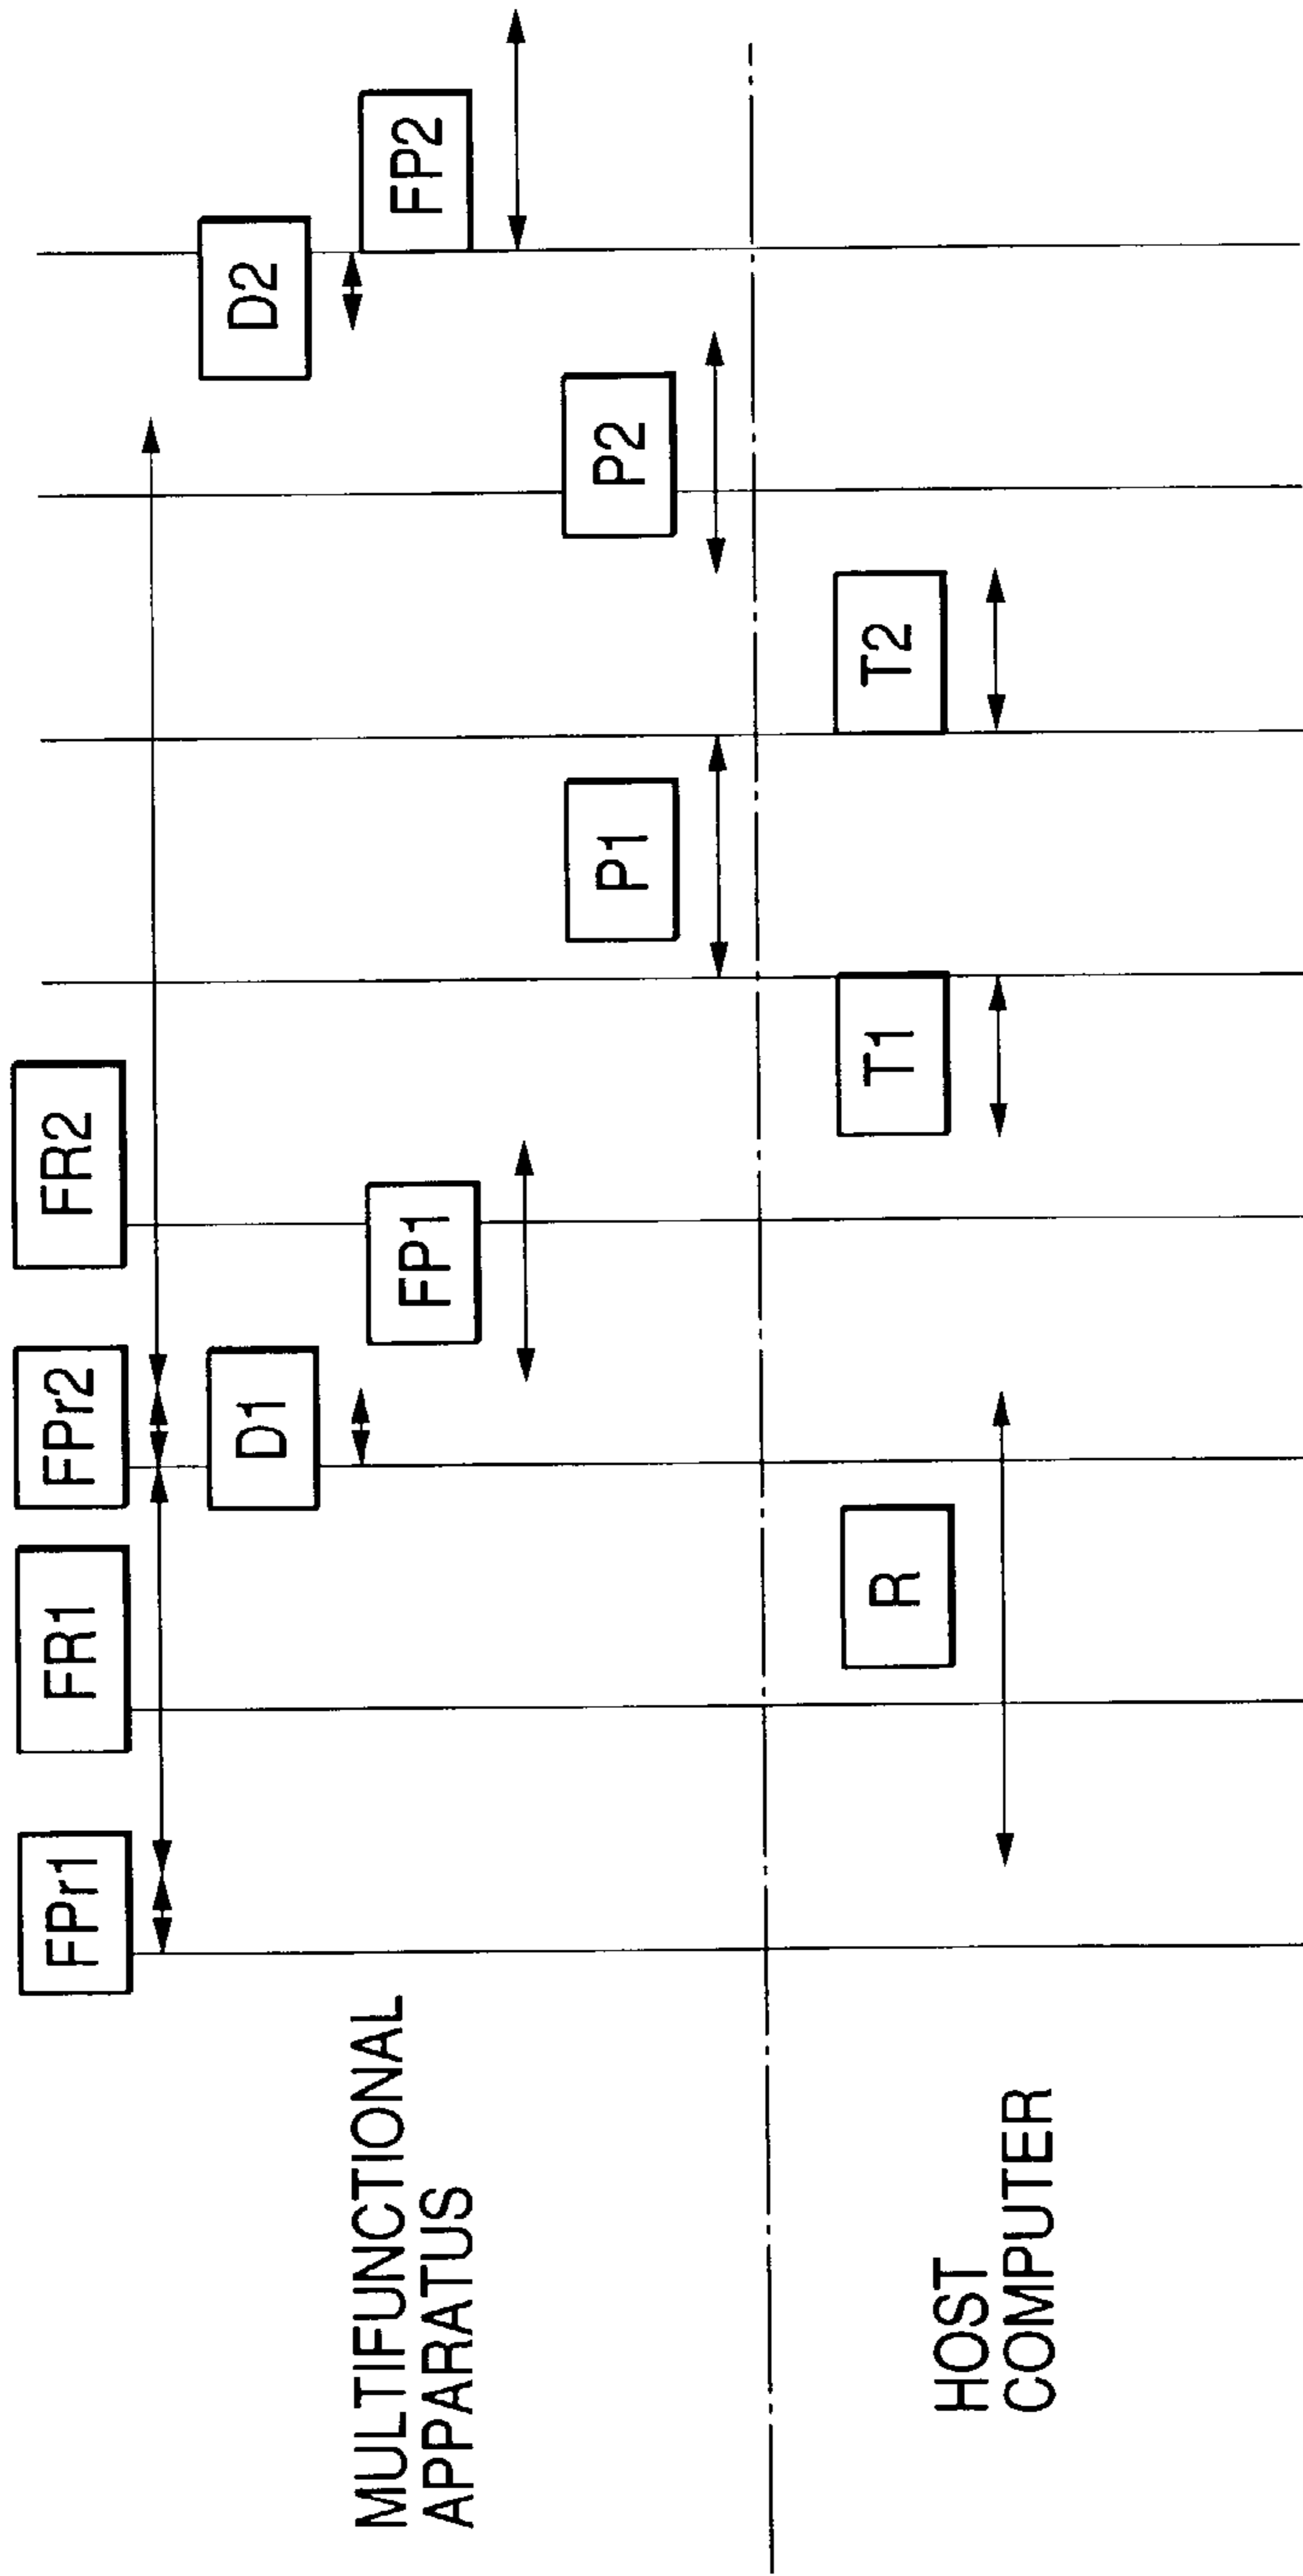 FPr1
FR1
FPr2
FR2
D1
D2
MULTIFUNCTIONAL
APPARATUS
FP1
FP2
P1
P2
HOST
COMPUTER
R
T1
T2